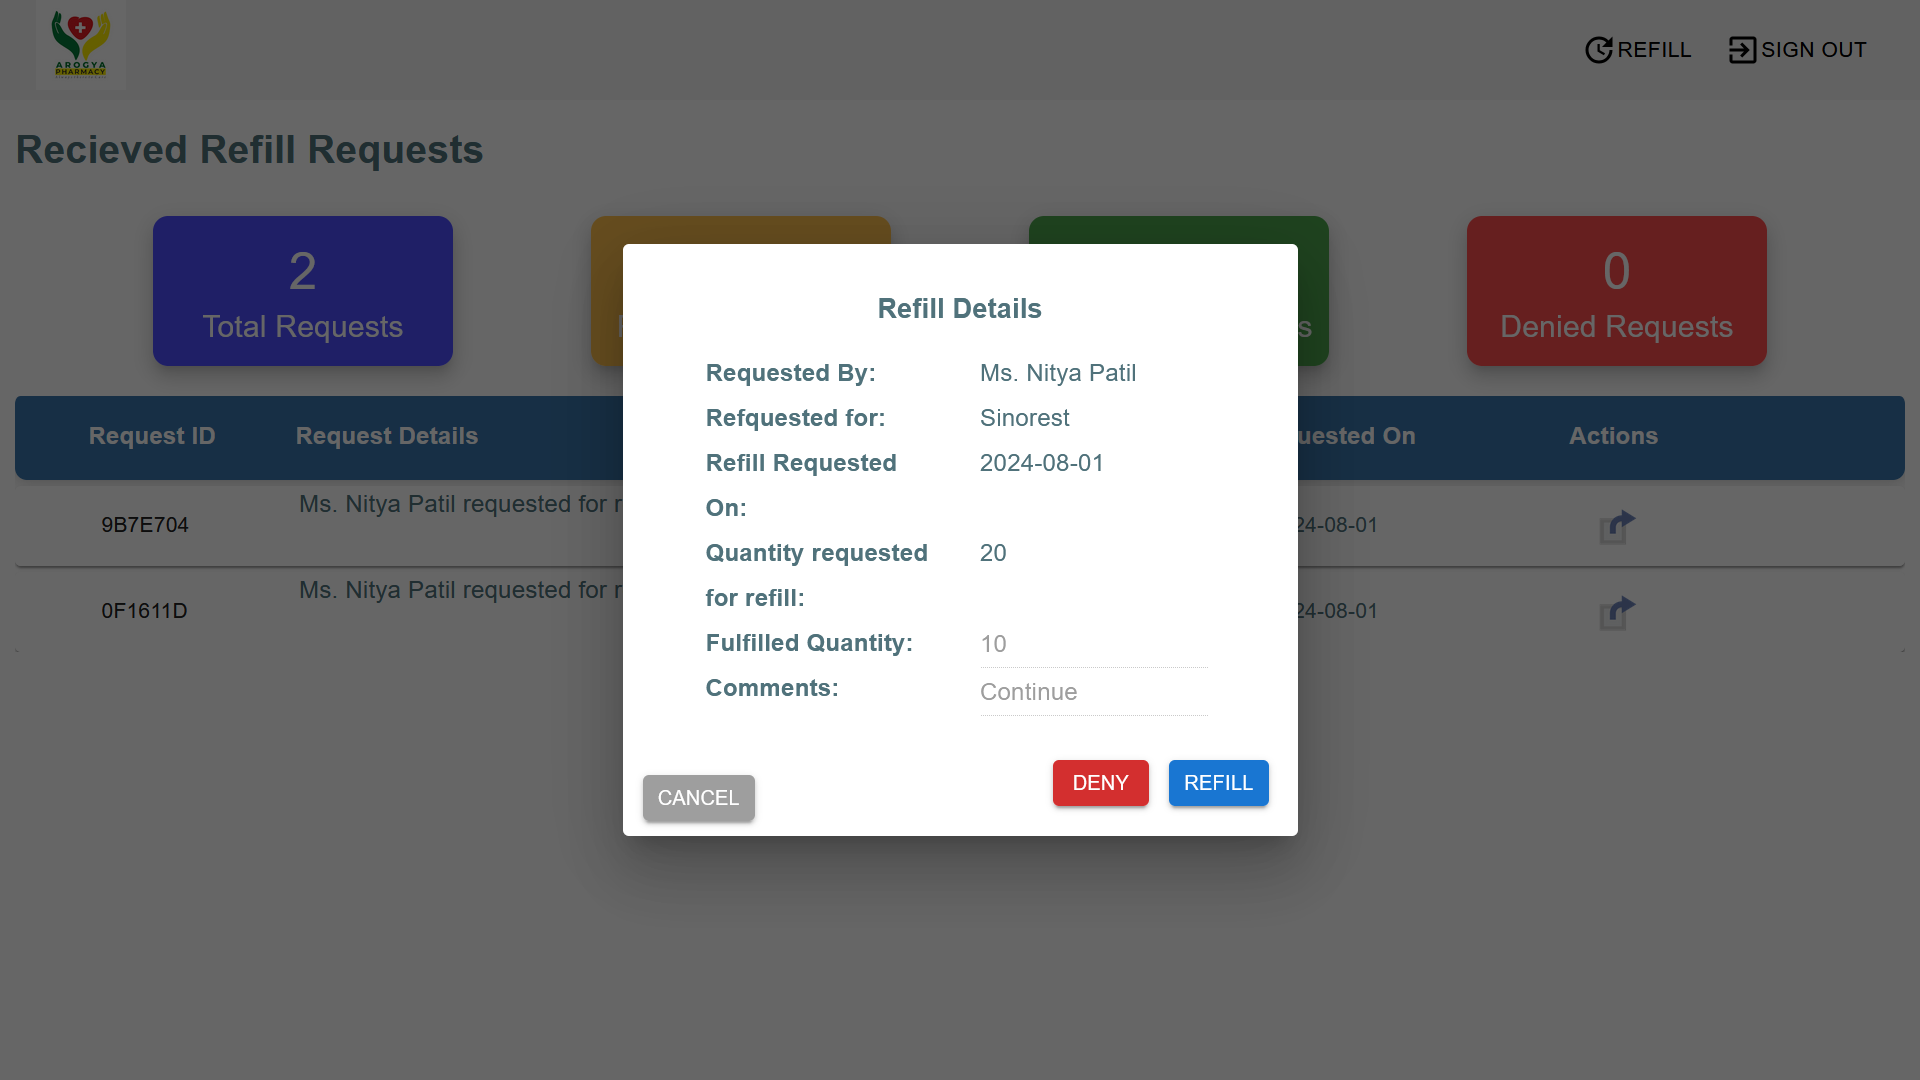 AROGYA
PHARMACY
REFILL
SIGN OUT
Recieved Refill Requests
2
Total Requests
0
Denied Requests
Request ID
Request Details
Actions
9B7E704
Ms. Nitya Patil requested for
24-08-01
0F1611D
Ms. Nitya Patil requested for
24-08-01
Refill Details
Requested By:
Ms. Nitya Patil
Refquested for:
Sinorest
Refill Requested
On:
2024-08-01
Quantity requested
for refill:
20
Fulfilled Quantity:
10
Comments:
Continue
CANCEL
DENY
REFILL